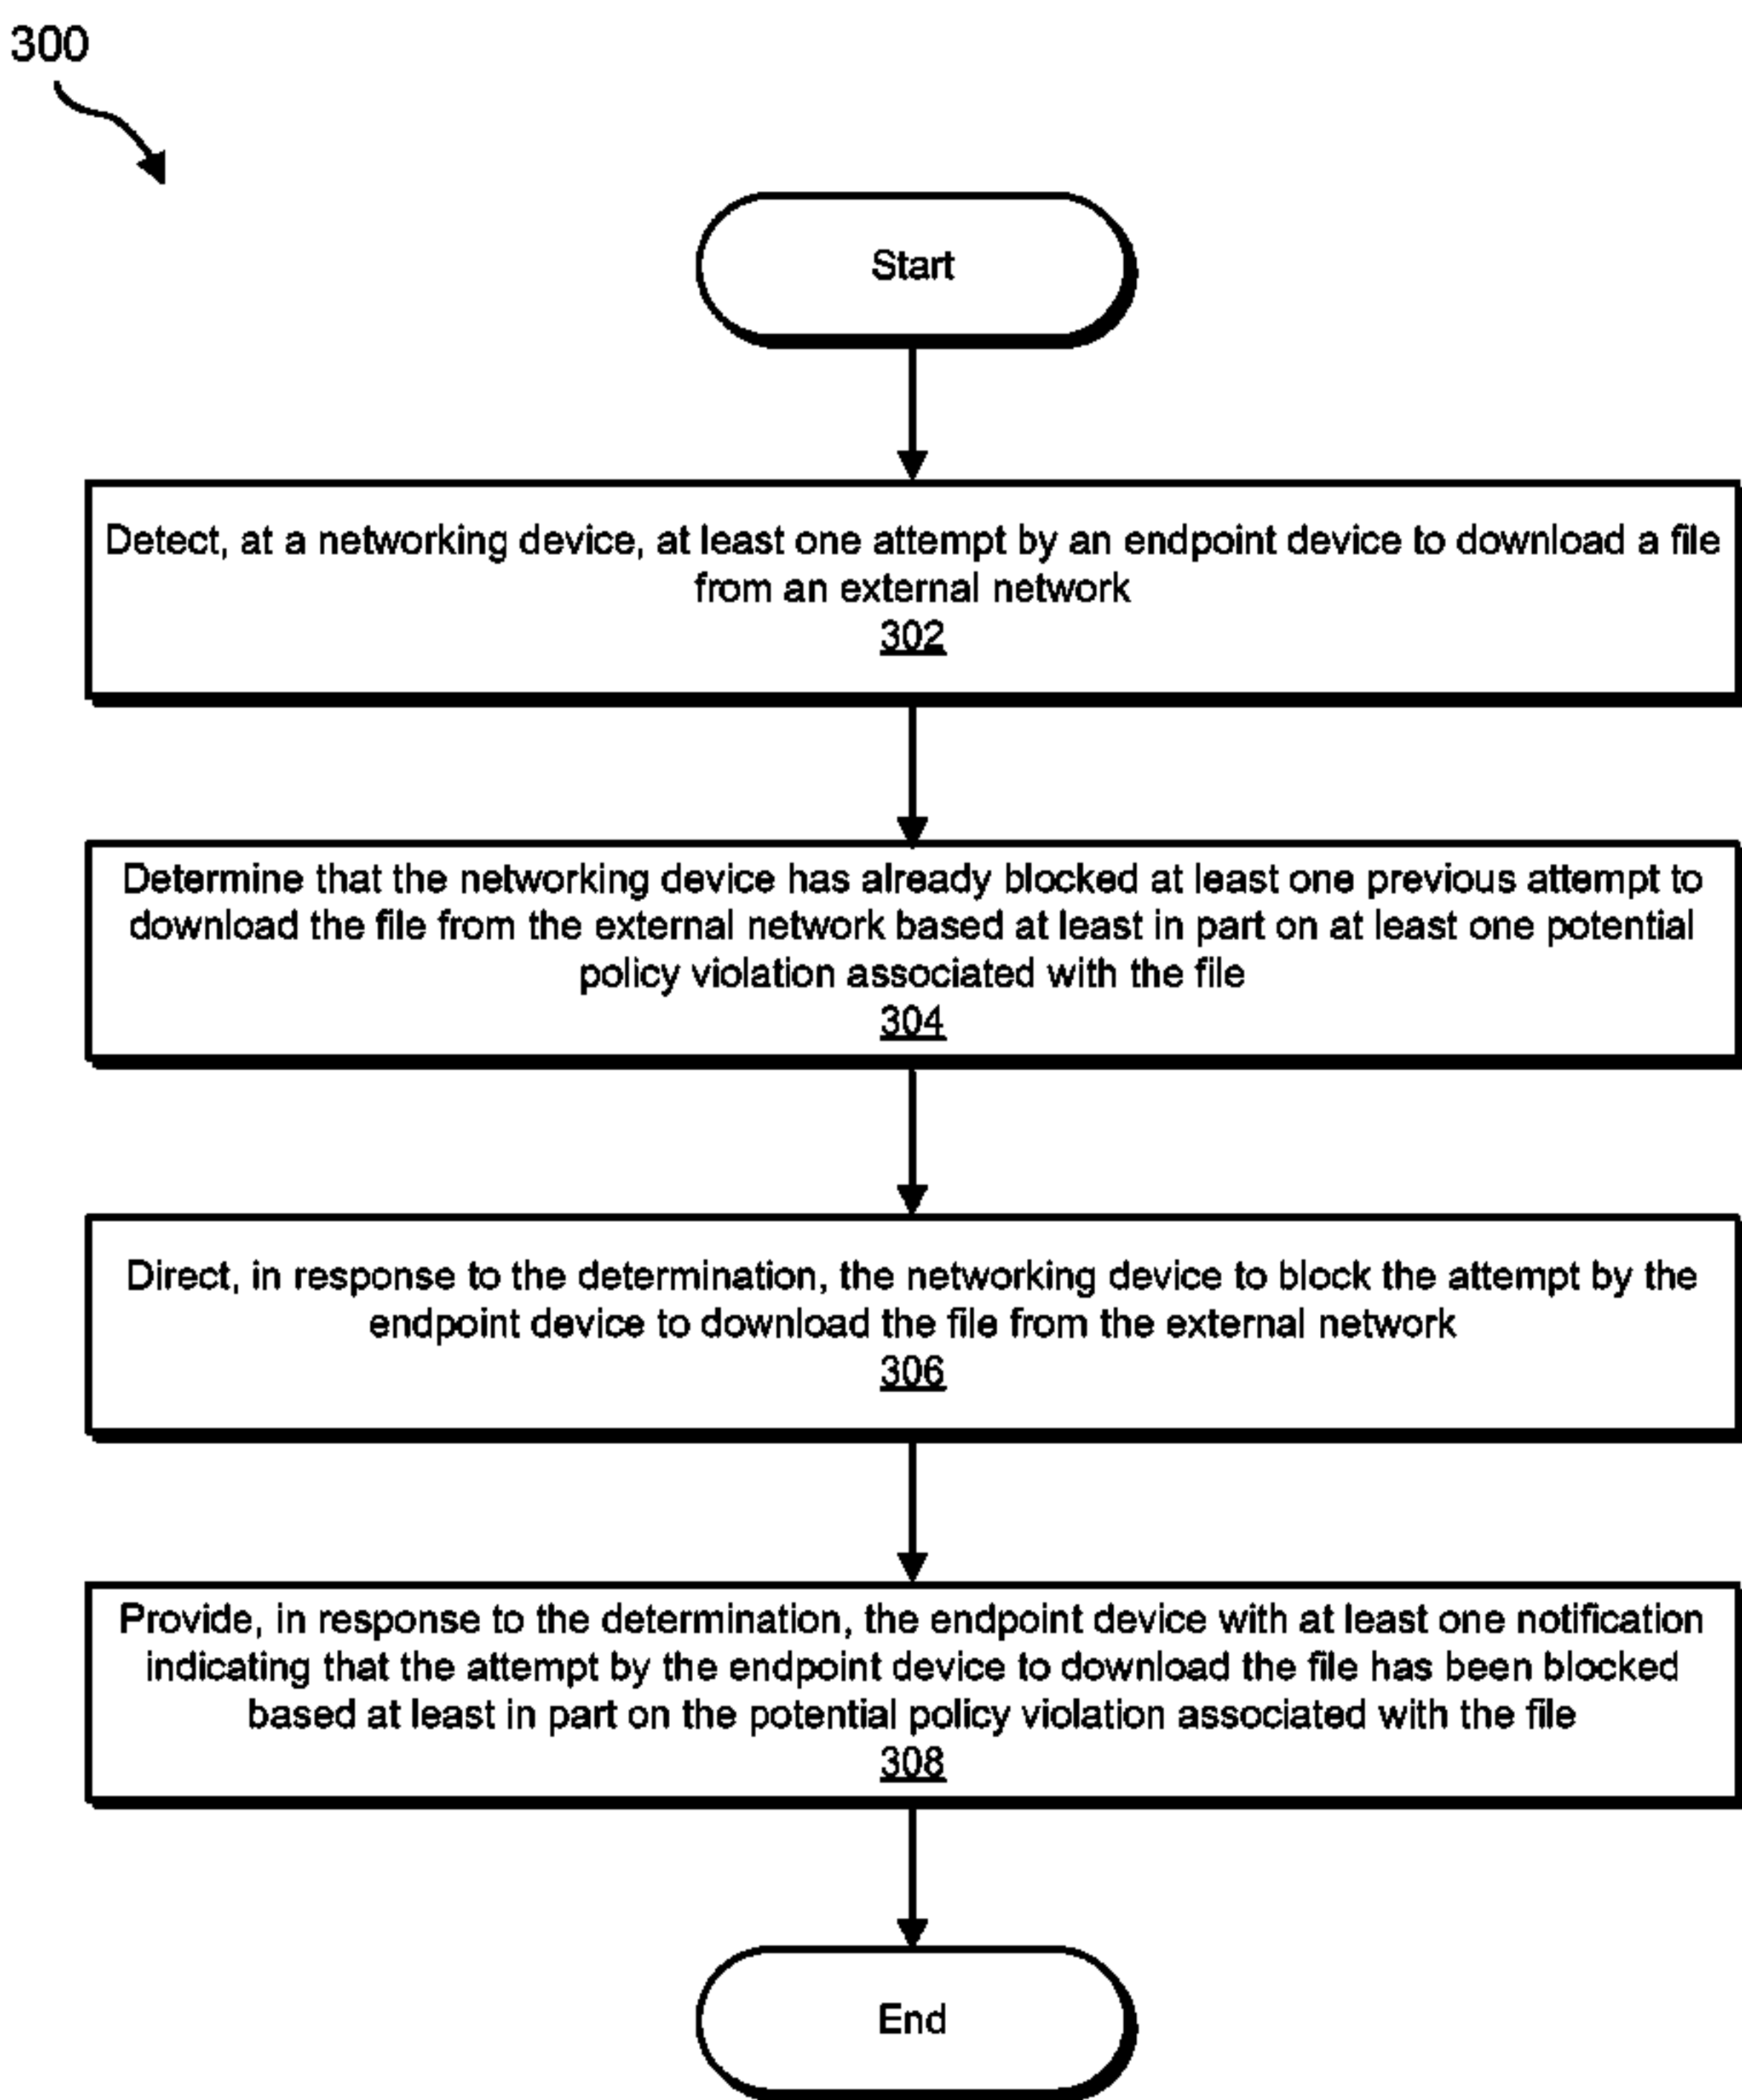 300
Start
Detect, at a networking device, at least one attempt by an endpoint device to download a file
from an external network
302
Determine that the networking device has already blocked at least one previous attempt to
download the file from the external network based at least in part on at least one potential
policy violation associated with the file
304
Direct, in response to the determination, the networking device to block the attempt by the
endpoint device to download the file from the external network
306
Provide, in response to the determination, the endpoint device with at least one notification
indicating that the attempt by the endpoint device to download the file has been blocked
based at least in part on the potential policy violation associated with the file
308
End